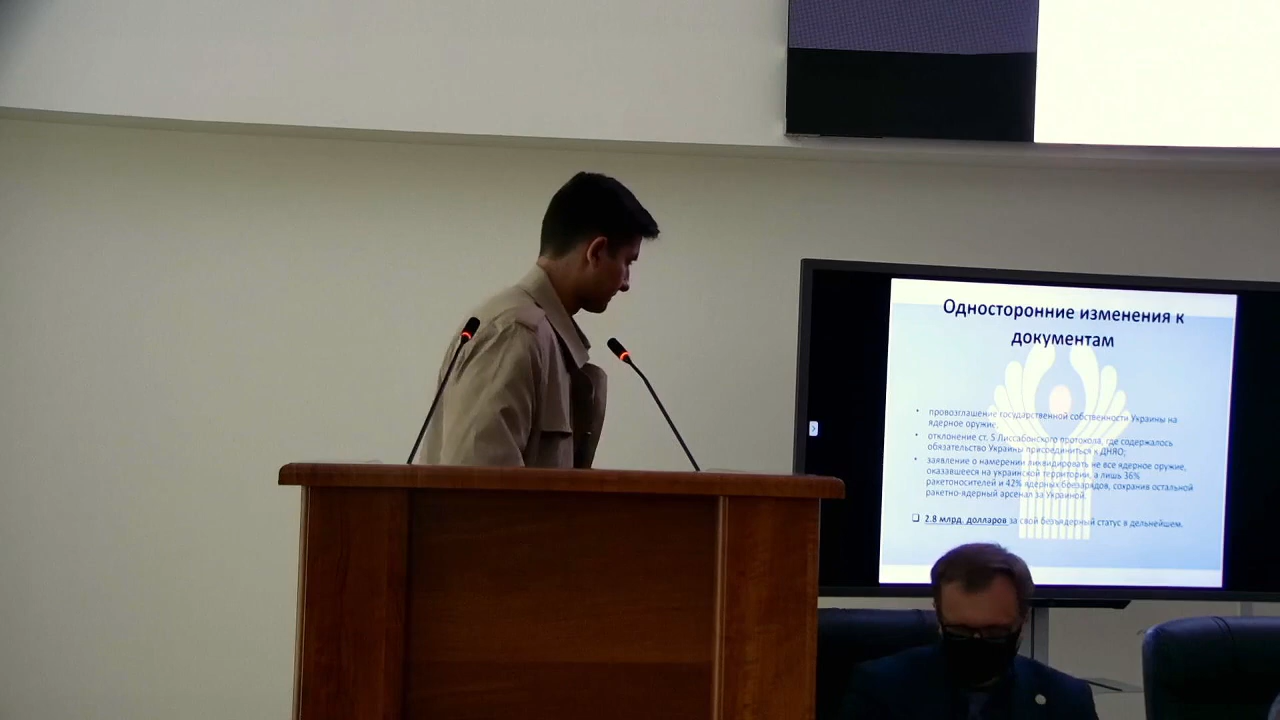 Односторонние изменения к
документам
• провозглашение государственной собственности Украины на
ядерное оружие;
• отклонение ст. 5 Лиссабонского протокола, где содержалось
обязательство Украины присоединиться к ДНЯО;
• заявление о намерении ликвидировать не все ядерное оружие,
оказавшееся на украинской территории, а лишь 36%
ракетоносителей и 42% ядерных боезарядов, сохранив остальной
ракетно-ядерный арсенал за Украиной.
❑ 2.8 млрд. долларов за свой безъядерный статус в дальнейшем.